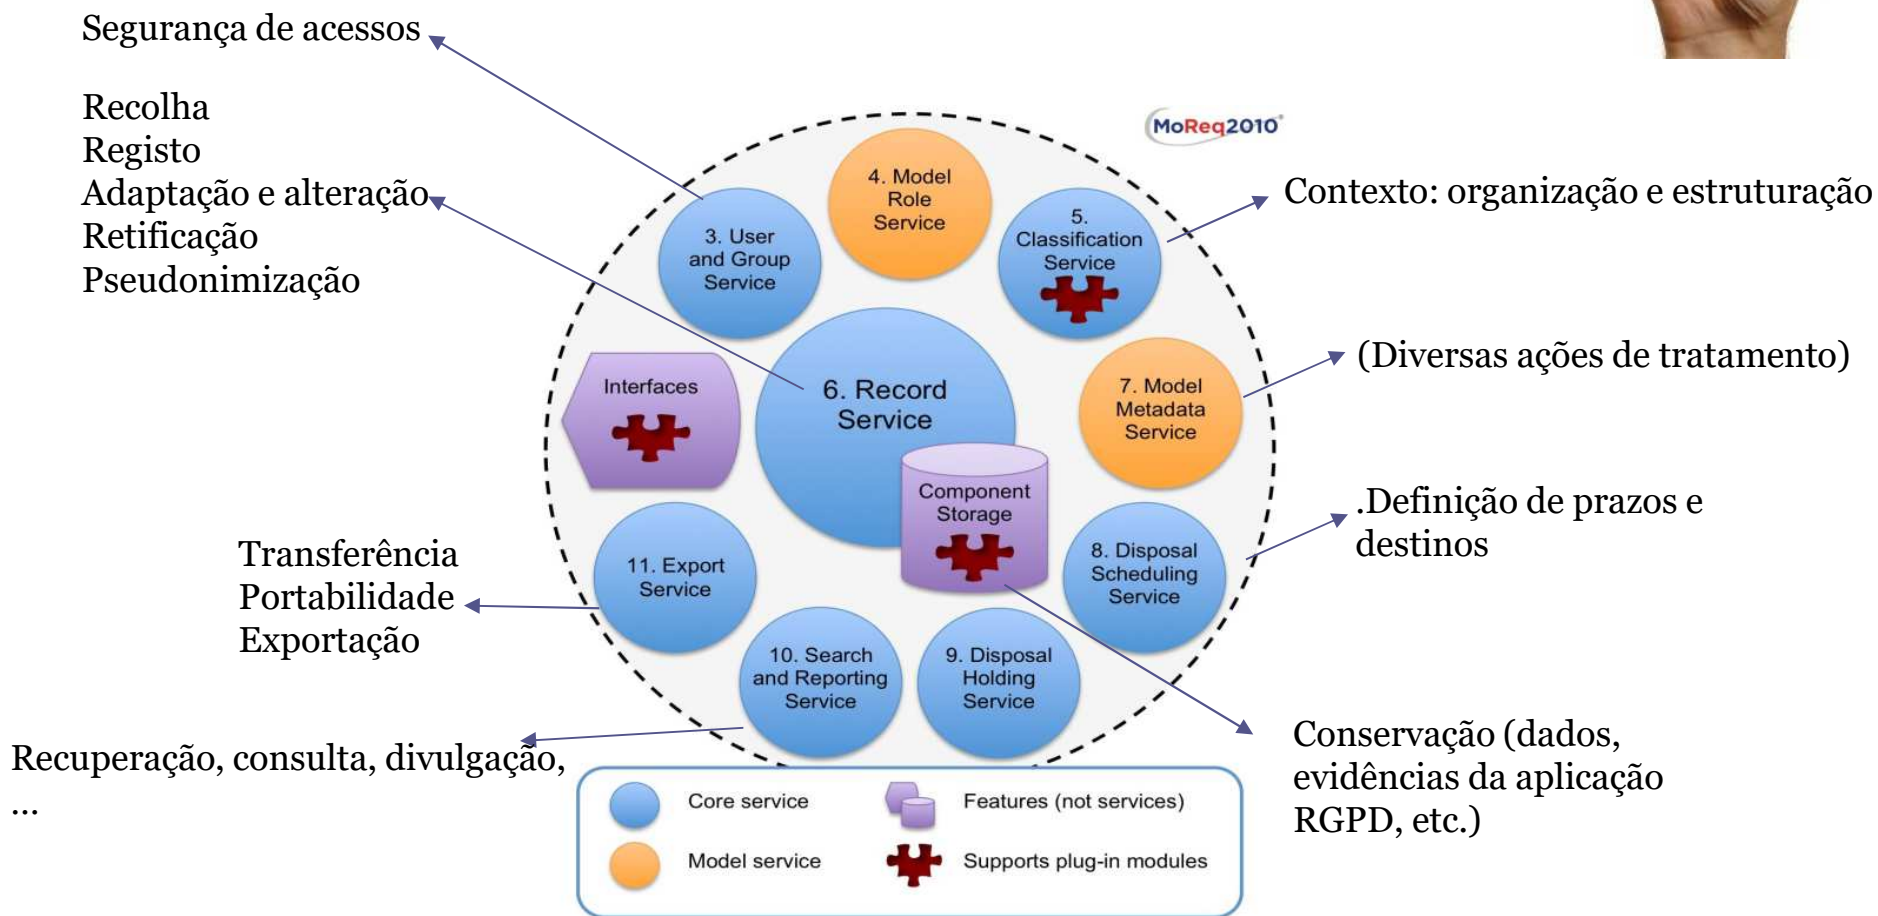 Segurança de acessos
Recolha
Registo
Adaptação e alteração
Retificação
Pseudonimização
MoReq2010
4. Model
Role
Service
3. User
and Group
Service
5.
Classification
Service
Contexto: organização e estruturação
Interfaces
6. Record
Service
7. Model
Metadata
Service
(Diversas ações de tratamento)
Component
Storage
8. Disposal
Scheduling
Service
.Definição de prazos e
destinos
Transferência
Portabilidade
Exportação
11. Export
Service
10. Search
and Reporting
Service
9. Disposal
Holding
Service
Recuperação, consulta, divulgação,
...
Conservação (dados,
evidências da aplicação
RGPD, etc.)
Core service
Features (not services)
Model service
Supports plug-in modules